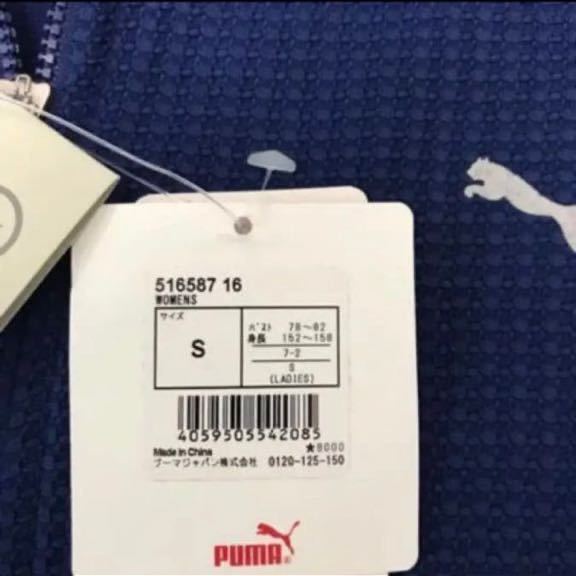 516587 16
WOMENS
サイズ
S
バスト 78～82
身長 152～158
7-2
S
(LADIES)
4059505542085
Made in China
★8000
プーマジャパン株式会社 0120-125-150
PUMA®